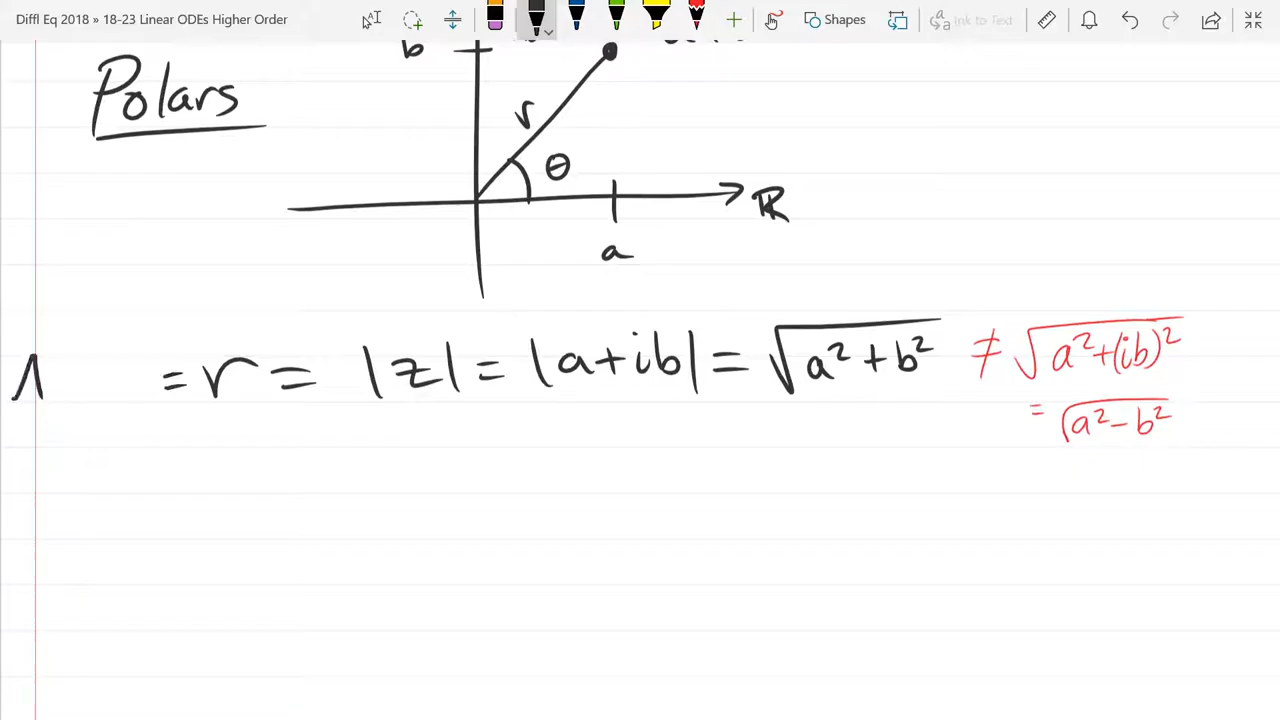 Diffl Eq 2018 » 18-23 Linear ODEs Higher Order
Shapes
Ink to Text
b
Polars
r
θ
ℝ
a
= r = |z| = |a+ib| = √(a²+b²) ≠ √(a²+(ib)²)
= √(a²-b²)